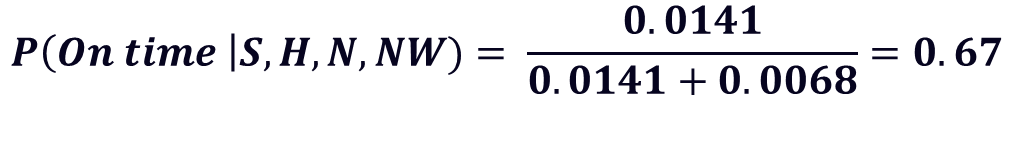 P(On time |S, H, N, NW) = 0.0141 / 0.0141 + 0.0068 = 0.67